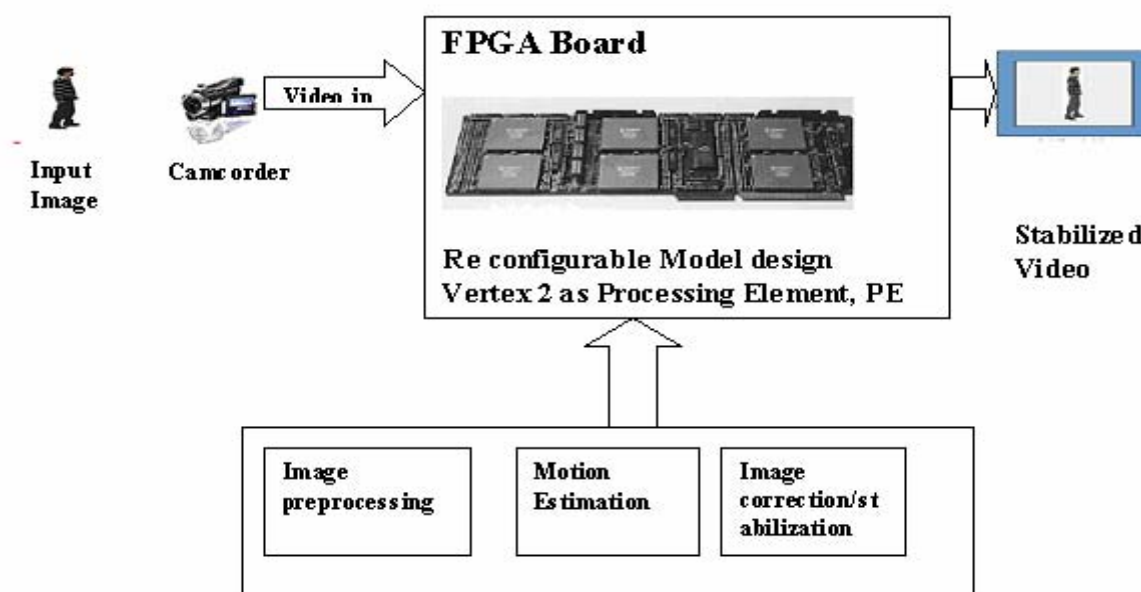 FPGA Board
Video in
Input
Image
Camcorder
Re configurable Model design
Vertex 2 as Processing Element, PE
Stabilized
Video
Image
preprocessing
Motion
Estimation
Image
correction/st
abilization